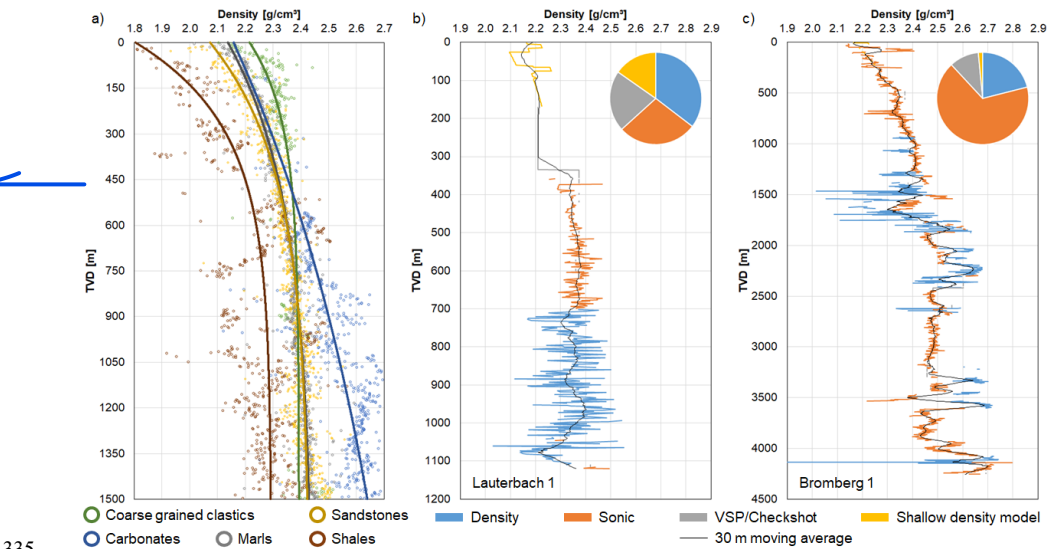 a) Density [g/cm³]
1.8 1.9 2.0 2.1 2.2 2.3 2.4 2.5 2.6 2.7
TVD [m]
0
150
300
450
600
750
900
1050
1200
1350
1500
b) Density [g/cm³]
1.9 2 2.1 2.2 2.3 2.4 2.5 2.6 2.7 2.8 2.9
TVD [m]
0
100
200
300
400
500
600
700
800
900
1000
1100
1200
Lauterbach 1
c) Density [g/cm³]
1.9 2 2.1 2.2 2.3 2.4 2.5 2.6 2.7 2.8 2.9
TVD [m]
0
500
1000
1500
2000
2500
3000
3500
4000
4500
Bromberg 1
Coarse grained clastics Sandstones Density Sonic VSP/Checkshot Shallow density model
Carbonates Marls Shales 30 m moving average
335